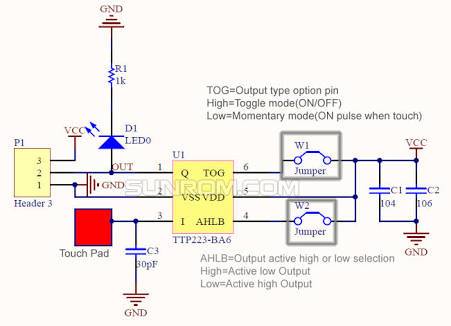 GND
R1
1k
TOG=Output type option pin
High=Toggle mode(ON/OFF)
Low=Momentary mode(ON pulse when touch)
D1
LED0
VCC
P1
3
2
1
Header 3
OUT
GND
U1
1
Q
TOG
6
2
VSS
VDD
5
3
I
AHLB
4
TTP223-BA6
W1
Jumper
W2
Jumper
VCC
C1
104
C2
106
GND
SUNROM.COM
Touch Pad
C3
30pF
GND
AHLB=Output active high or low selection
High=Active low Output
Low=Active high Output